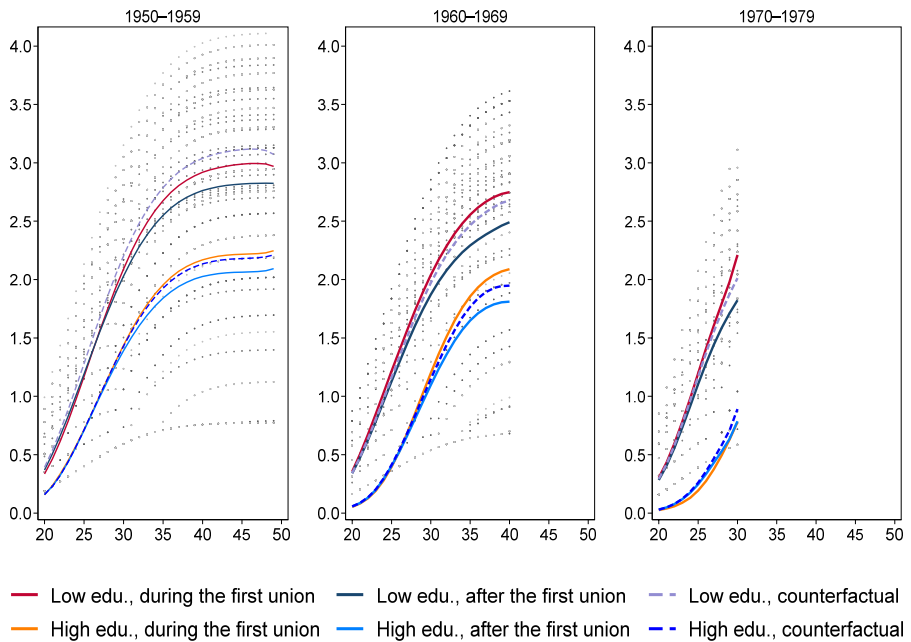 1950–1959 1960–1969 1970–1979
4.0 4.0 4.0
3.5 3.5 3.5
3.0 3.0 3.0
2.5 2.5 2.5
2.0 2.0 2.0
1.5 1.5 1.5
1.0 1.0 1.0
0.5 0.5 0.5
0.0 0.0 0.0
20 25 30 35 40 45 50 20 25 30 35 40 45 50 20 25 30 35 40 45 50
Low edu., during the first union Low edu., after the first union Low edu., counterfactual
High edu., during the first union High edu., after the first union High edu., counterfactual